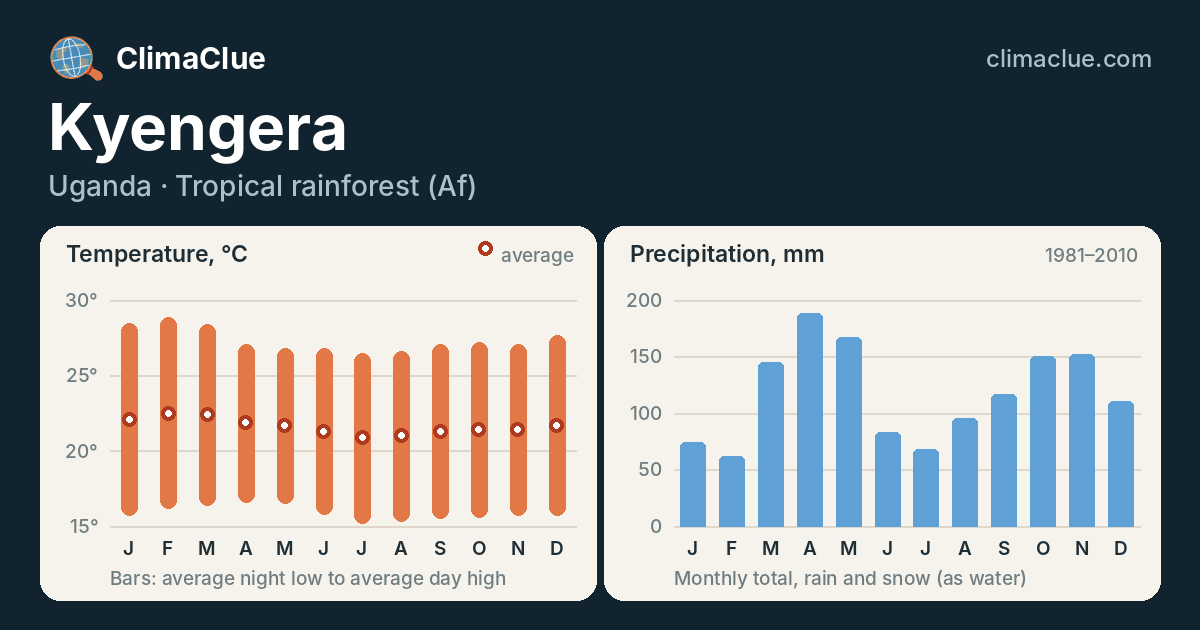 ClimaClue
climaclue.com
Kyengera
Uganda · Tropical rainforest (Af)
Temperature, °C
average
30°
25°
20°
15°
J F M A M J J A S O N D
Bars: average night low to average day high
Precipitation, mm
1981–2010
200
150
100
50
0
J F M A M J J A S O N D
Monthly total, rain and snow (as water)